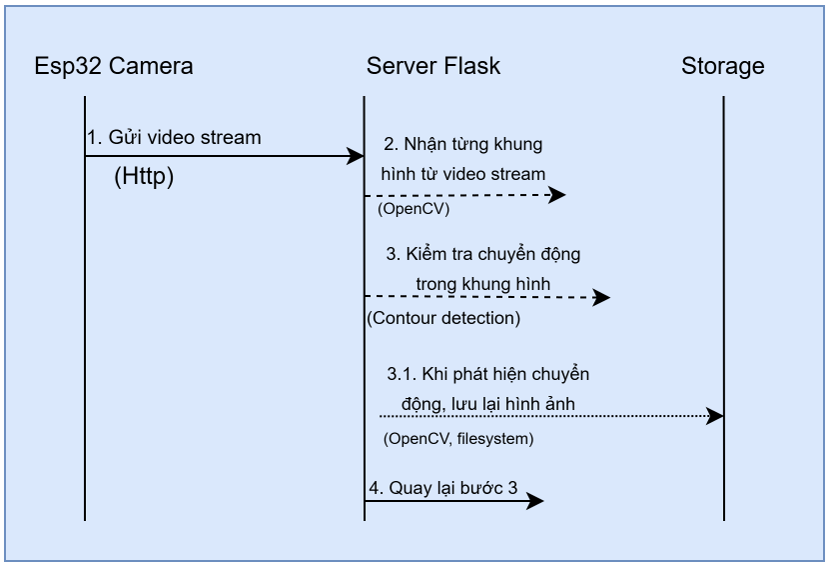 Esp32 Camera
Server Flask
Storage
1. Gửi video stream
(Http)
2. Nhận từng khung
hình từ video stream
(OpenCV)
3. Kiểm tra chuyển động
trong khung hình
(Contour detection)
3.1. Khi phát hiện chuyển
động, lưu lại hình ảnh
(OpenCV, filesystem)
4. Quay lại bước 3